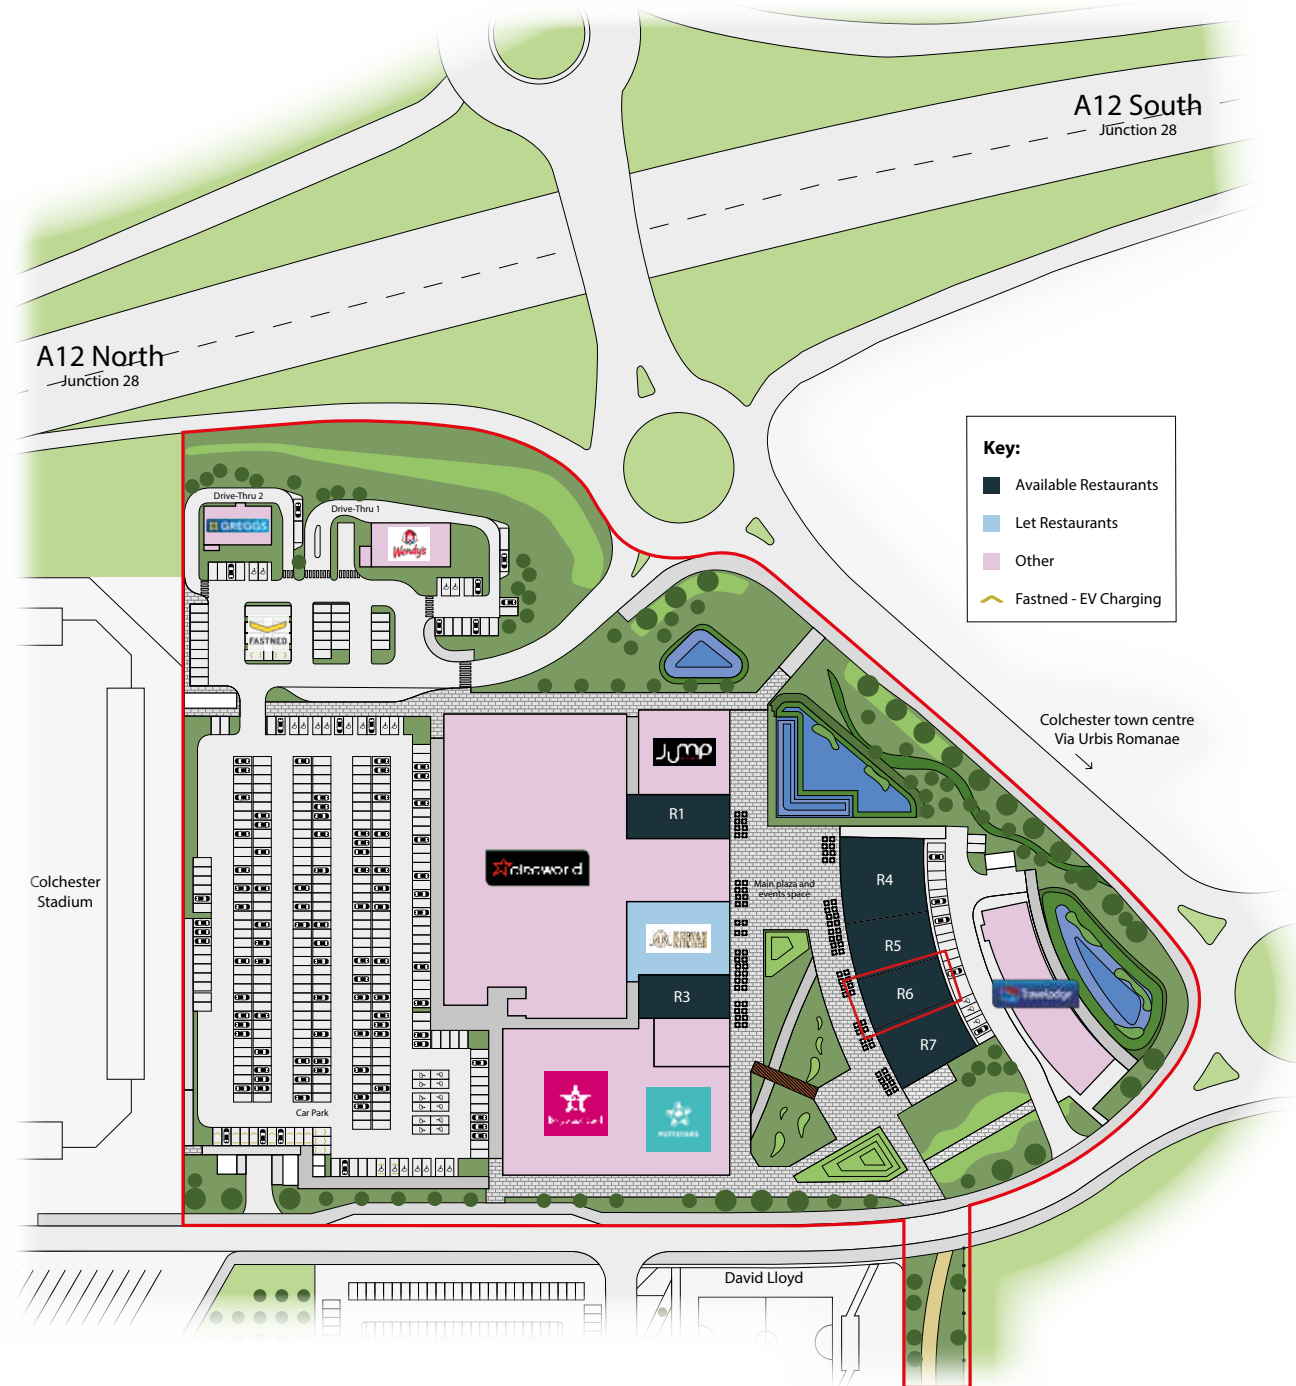 A12 South
Junction 28
A12 North
Junction 28
Key:
Available Restaurants
Let Restaurants
Other
Fastned - EV Charging
Drive-Thru 2
GREGGS
Drive-Thru 1
Wendy's
FASTNED
Colchester town centre
Via Urbis Romanae
Jump
R1
cineworld
Main plaza and
events space
R4
Colchester
Stadium
R5
R3
R6
Travelodge
R7
Car Park
PUTTSTARS
David Lloyd